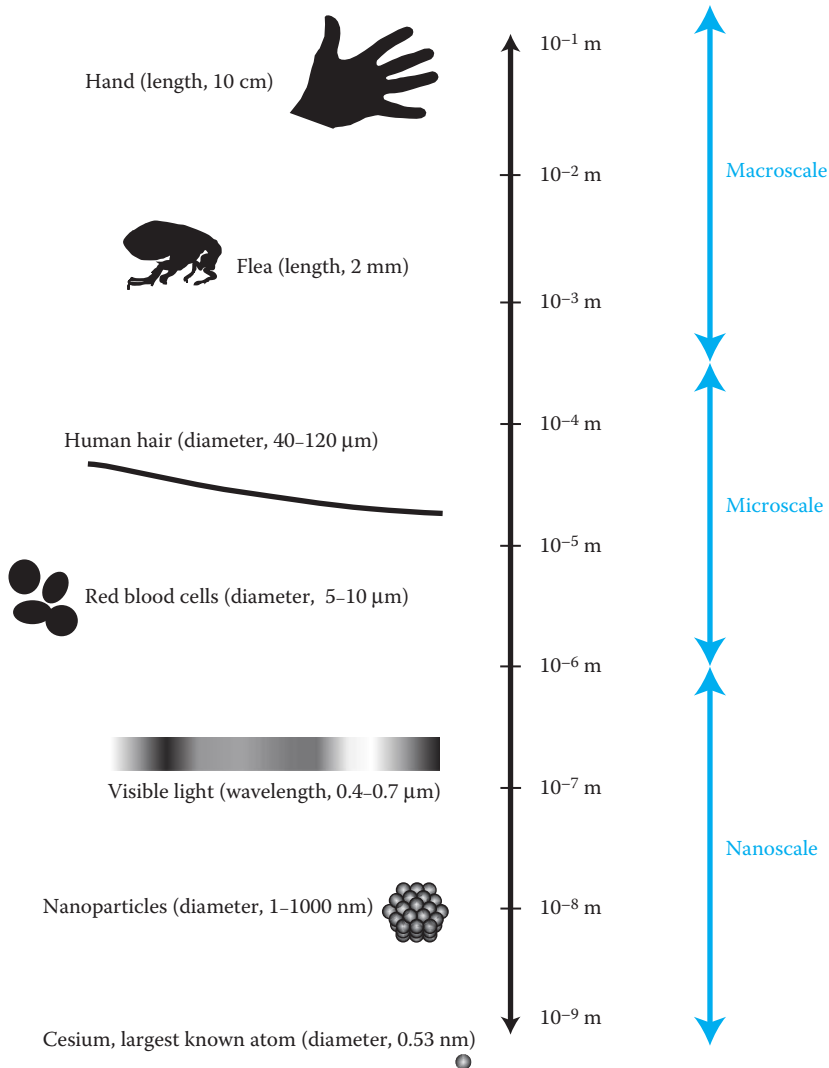 10⁻¹ m
Hand (length, 10 cm)
Macroscale
10⁻² m
Flea (length, 2 mm)
10⁻³ m
10⁻⁴ m
Human hair (diameter, 40–120 μm)
Microscale
10⁻⁵ m
Red blood cells (diameter, 5–10 μm)
10⁻⁶ m
Visible light (wavelength, 0.4–0.7 μm)
10⁻⁷ m
Nanoscale
Nanoparticles (diameter, 1–1000 nm)
10⁻⁸ m
10⁻⁹ m
Cesium, largest known atom (diameter, 0.53 nm)